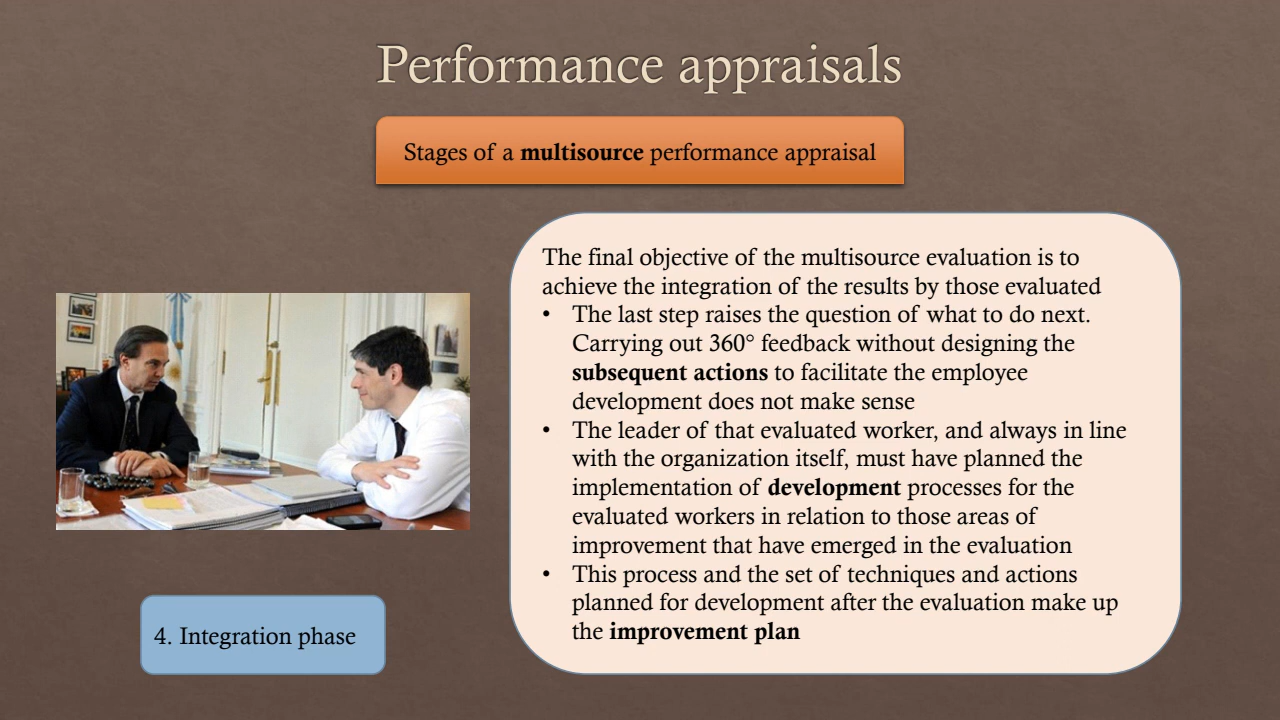 Performance appraisals
Stages of a multisource performance appraisal
The final objective of the multisource evaluation is to
achieve the integration of the results by those evaluated
• The last step raises the question of what to do next.
Carrying out 360° feedback without designing the
subsequent actions to facilitate the employee
development does not make sense
• The leader of that evaluated worker, and always in line
with the organization itself, must have planned the
implementation of development processes for the
evaluated workers in relation to those areas of
improvement that have emerged in the evaluation
• This process and the set of techniques and actions
planned for development after the evaluation make up
the improvement plan
4. Integration phase